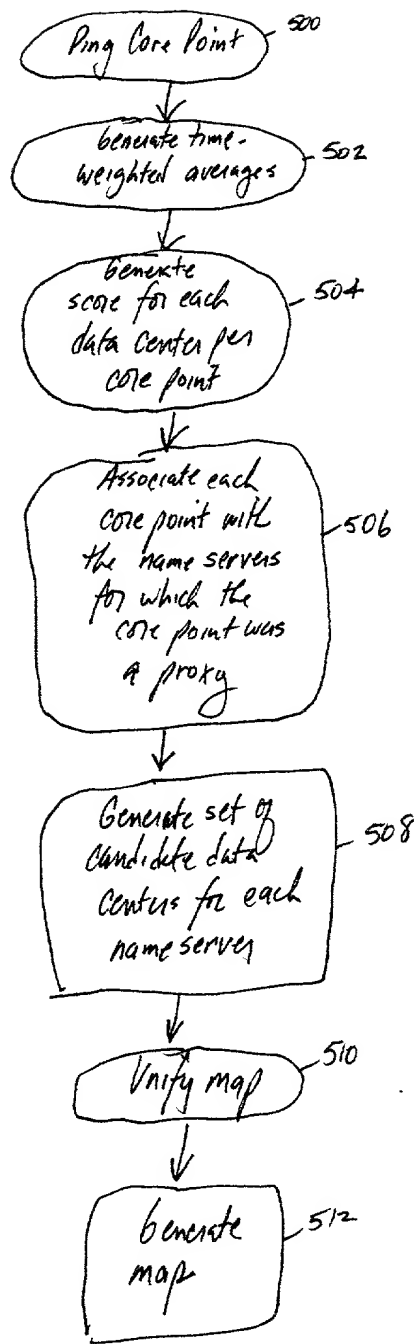 Ping Core Point
500
Generate time-
weighted averages
502
Generate
score for each
data center per
core point
504
Associate each
core point with
the name servers
for which the
core point was
a proxy
506
Generate set of
candidate data
centers for each
name server
508
Unify map
510
Generate
map
512